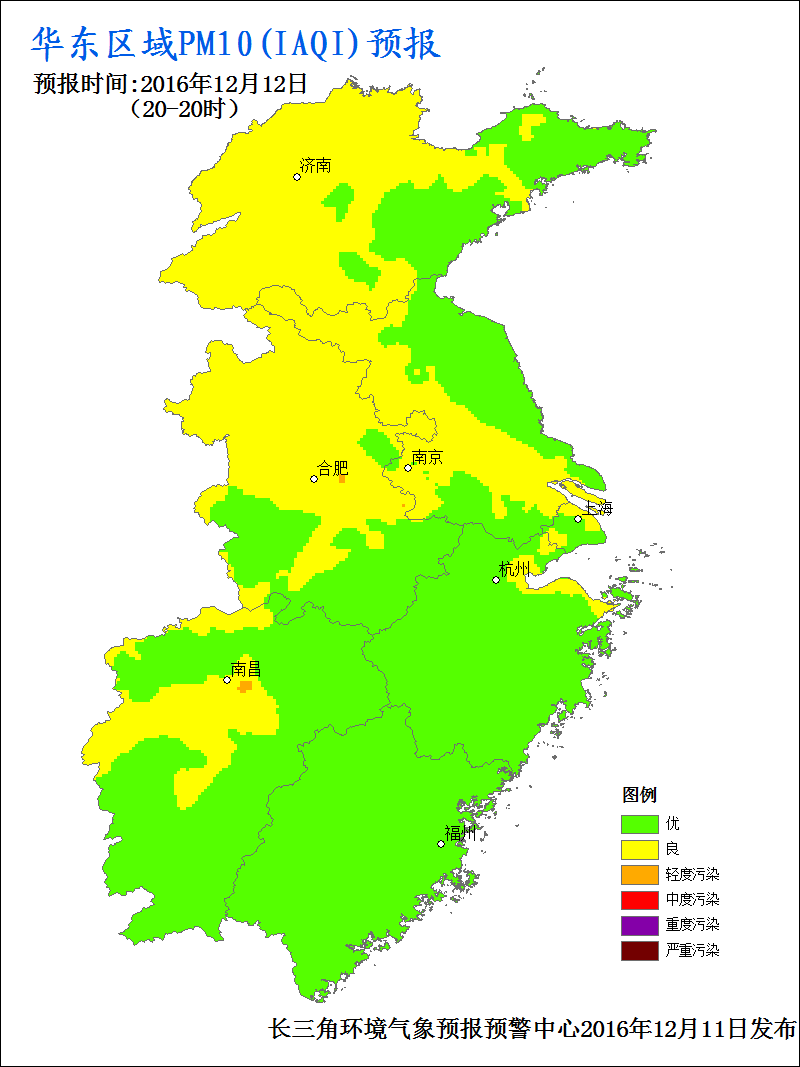 华东区域PM10(IAQI)预报
预报时间:2016年12月12日
（20-20时）
济南
合肥
南京
上海
杭州
南昌
福州
图例
优
良
轻度污染
中度污染
重度污染
严重污染
长三角环境气象预报预警中心2016年12月11日发布